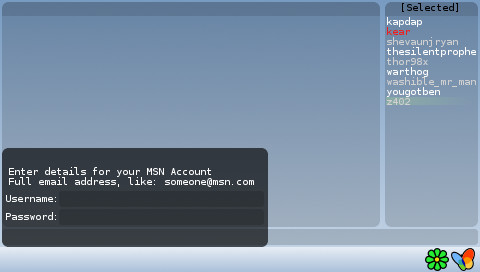 [Selected]
kapdap
kear
shevaunjryan
thesilentprophe
thor98x
warthog
washible_mr_man
yougotben
z402
Enter details for your MSN Account
Full email address, like: someone@msn.com
Username:
Password: